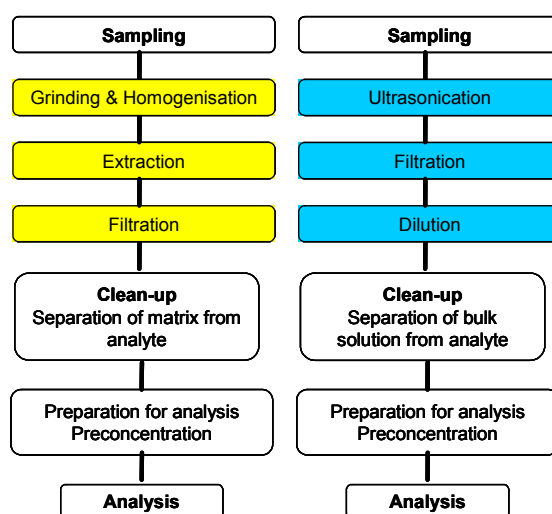 Sampling
Grinding & Homogenisation
Extraction
Filtration
Clean-up
Separation of matrix from
analyte
Preparation for analysis
Preconcentration
Analysis
Sampling
Ultrasonication
Filtration
Dilution
Clean-up
Separation of bulk
solution from analyte
Preparation for analysis
Preconcentration
Analysis